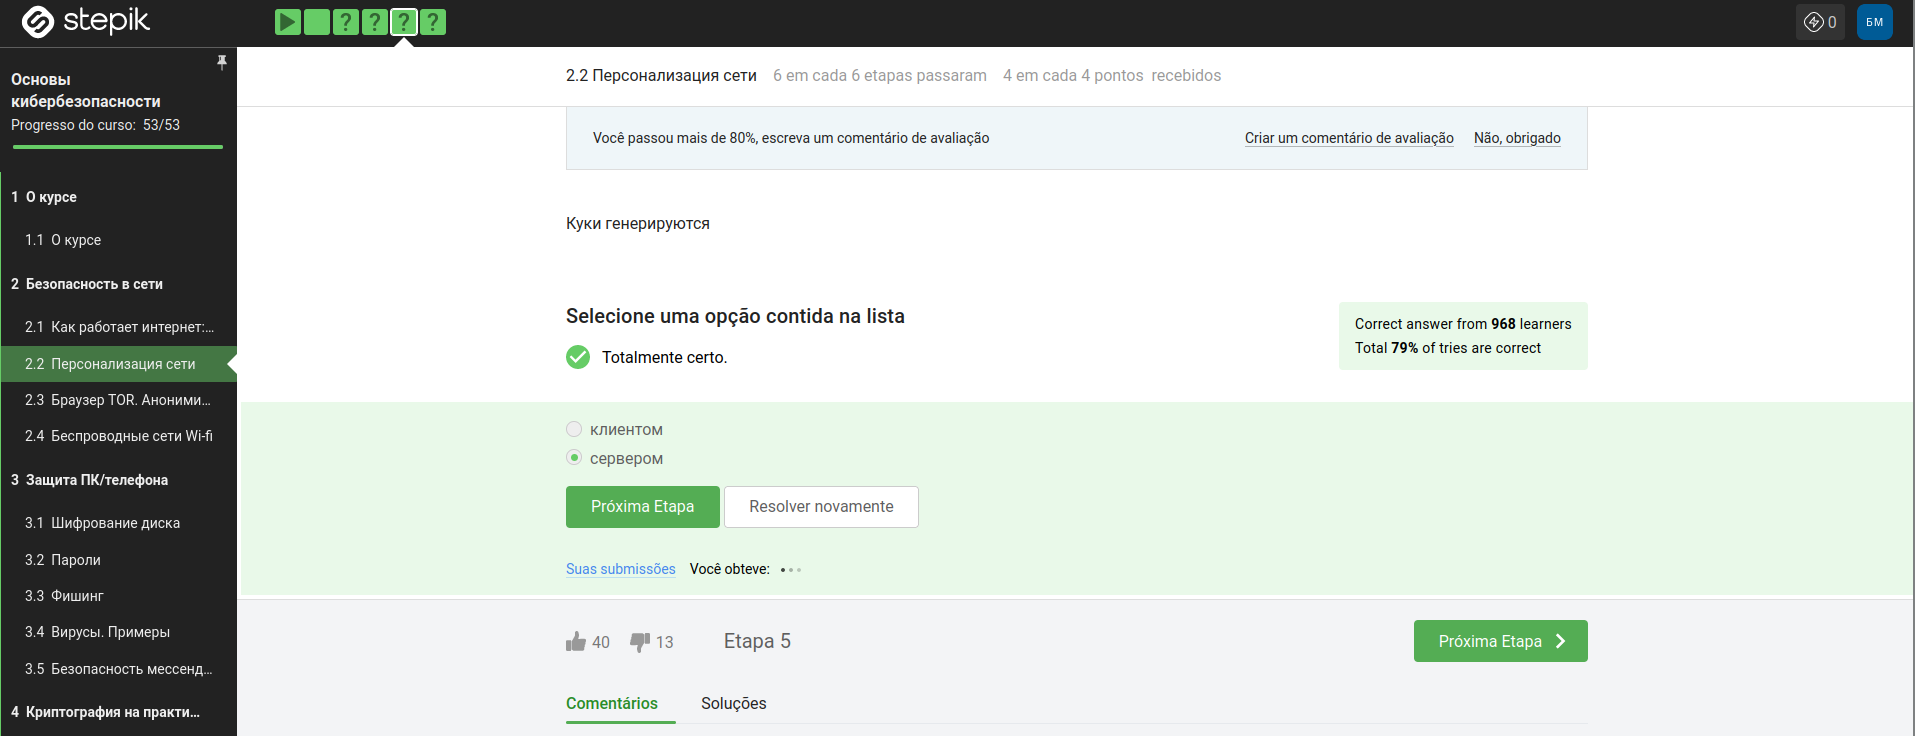 stepik
? ? ? ?
0
БМ
Основы
кибербезопасности
Progresso do curso: 53/53
1 О курсе
1.1 О курсе
2 Безопасность в сети
2.1 Как работает интернет:...
2.2 Персонализация сети
2.3 Браузер TOR. Аноними...
2.4 Беспроводные сети Wi-fi
3 Защита ПК/телефона
3.1 Шифрование диска
3.2 Пароли
3.3 Фишинг
3.4 Вирусы. Примеры
3.5 Безопасность мессенд...
4 Криптография на практи...
2.2 Персонализация сети 6 em cada 6 etapas passaram 4 em cada 4 pontos recebidos
Você passou mais de 80%, escreva um comentário de avaliação
Criar um comentário de avaliação Não, obrigado
Куки генерируются
Selecione uma opção contida na lista
Totalmente certo.
Correct answer from 968 learners
Total 79% of tries are correct
клиентом
сервером
Próxima Etapa Resolver novamente
Suas submissões Você obteve:
40 13 Etapa 5
Próxima Etapa
Comentários Soluções